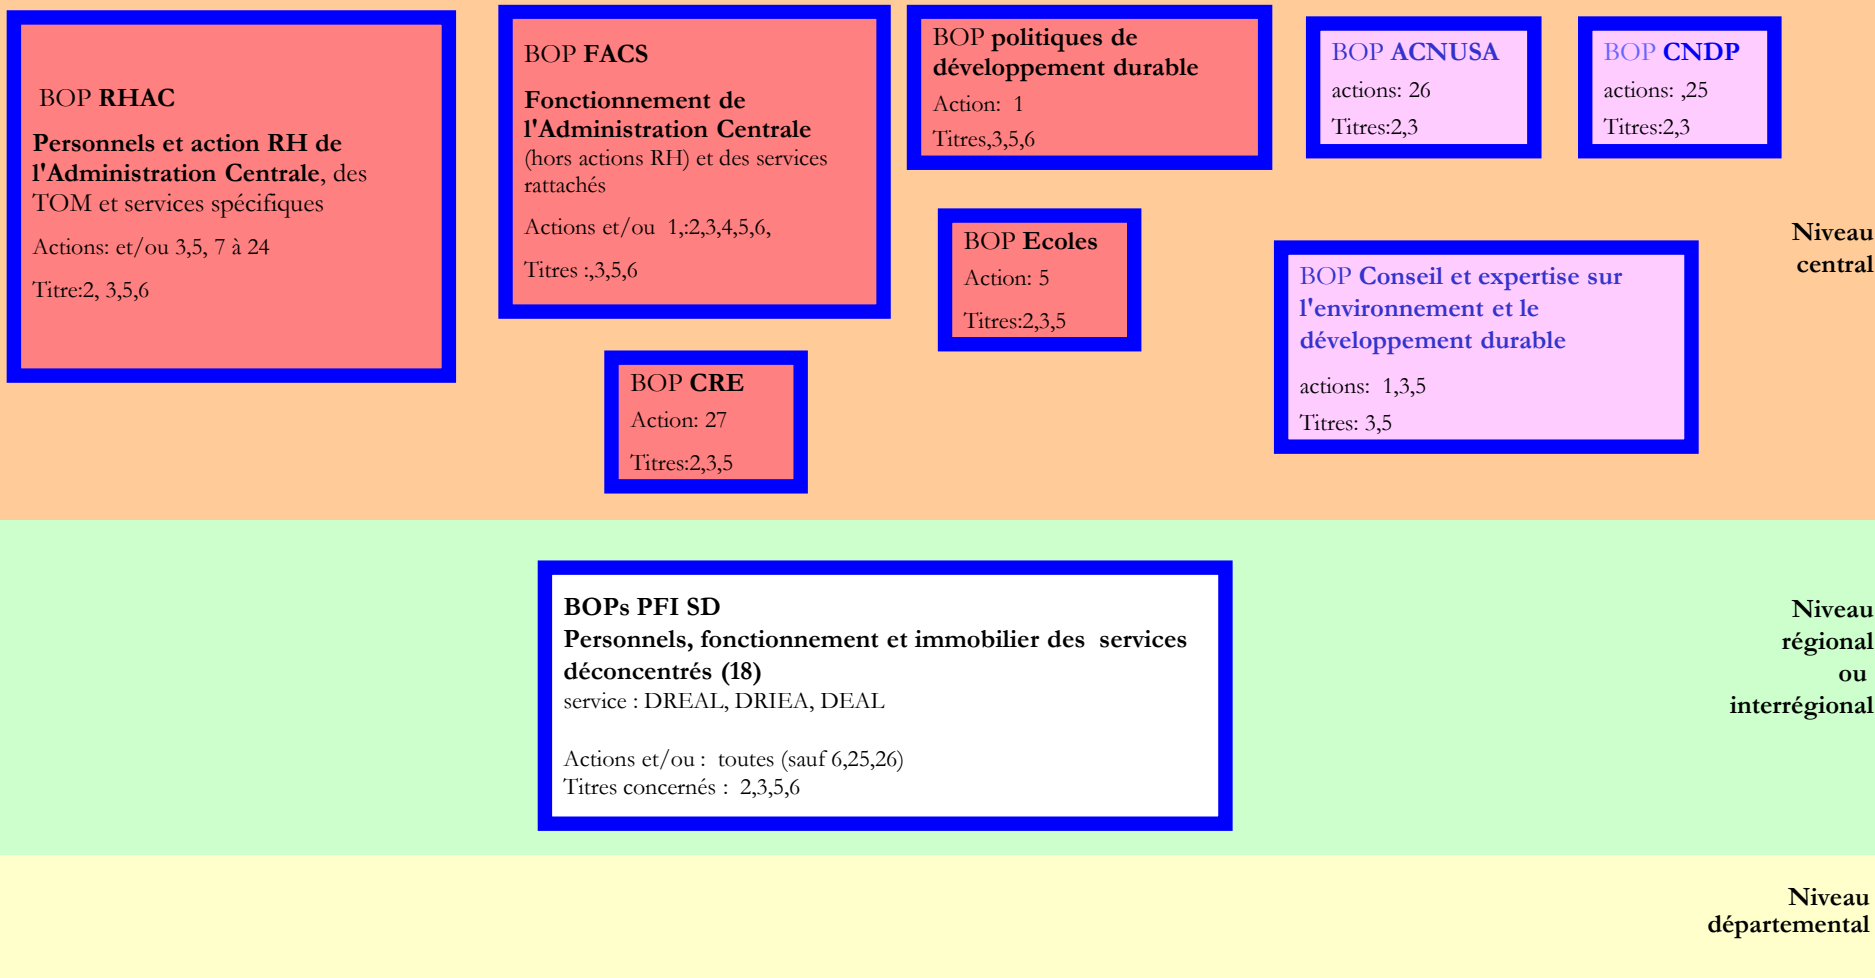 BOP RHAC
Personnels et action RH de
l'Administration Centrale, des
TOM et services spécifiques
Actions: et/ou 3,5, 7 à 24
Titre:2, 3,5,6
BOP FACS
Fonctionnement de
l'Administration Centrale
(hors actions RH) et des services
rattachés
Actions et/ou  1,:2,3,4,5,6,
Titres :,3,5,6
BOP politiques de
développement durable
Action:  1
Titres,3,5,6
BOP ACNUSA
actions: 26
Titres:2,3
BOP CNDP
actions: ,25
Titres:2,3
BOP Ecoles
Action: 5
Titres:2,3,5
Niveau
central
BOP Conseil et expertise sur
l'environnement et le
développement durable
actions:  1,3,5
Titres: 3,5
BOP CRE
Action: 27
Titres:2,3,5
BOPs PFI SD
Personnels, fonctionnement et immobilier des  services
déconcentrés (18)
service : DREAL, DRIEA, DEAL
Actions et/ou :  toutes (sauf 6,25,26)
Titres concernés :  2,3,5,6
Niveau
régional
ou
interrégional
Niveau
départemental